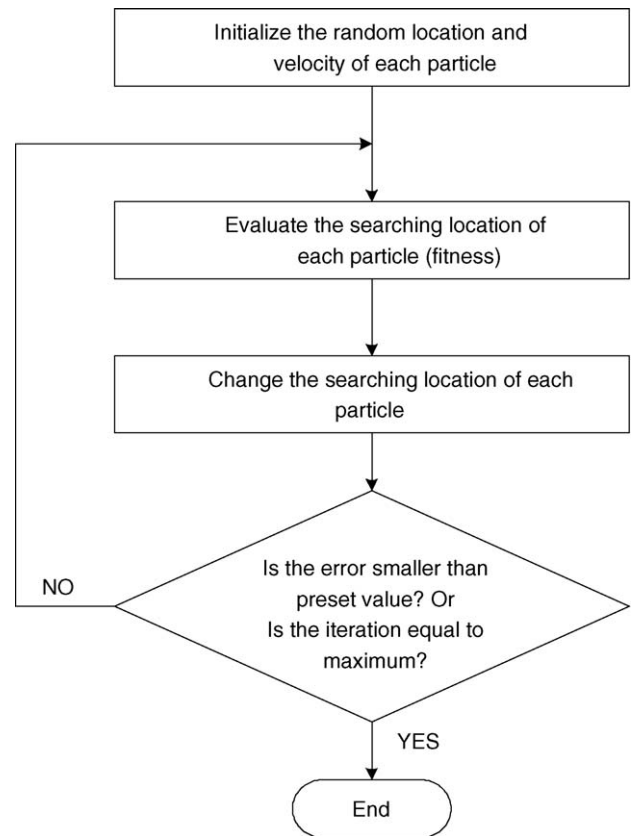 Initialize the random location and
velocity of each particle
Evaluate the searching location of
each particle (fitness)
Change the searching location of each
particle
Is the error smaller than
preset value? Or
Is the iteration equal to
maximum?
NO
YES
End